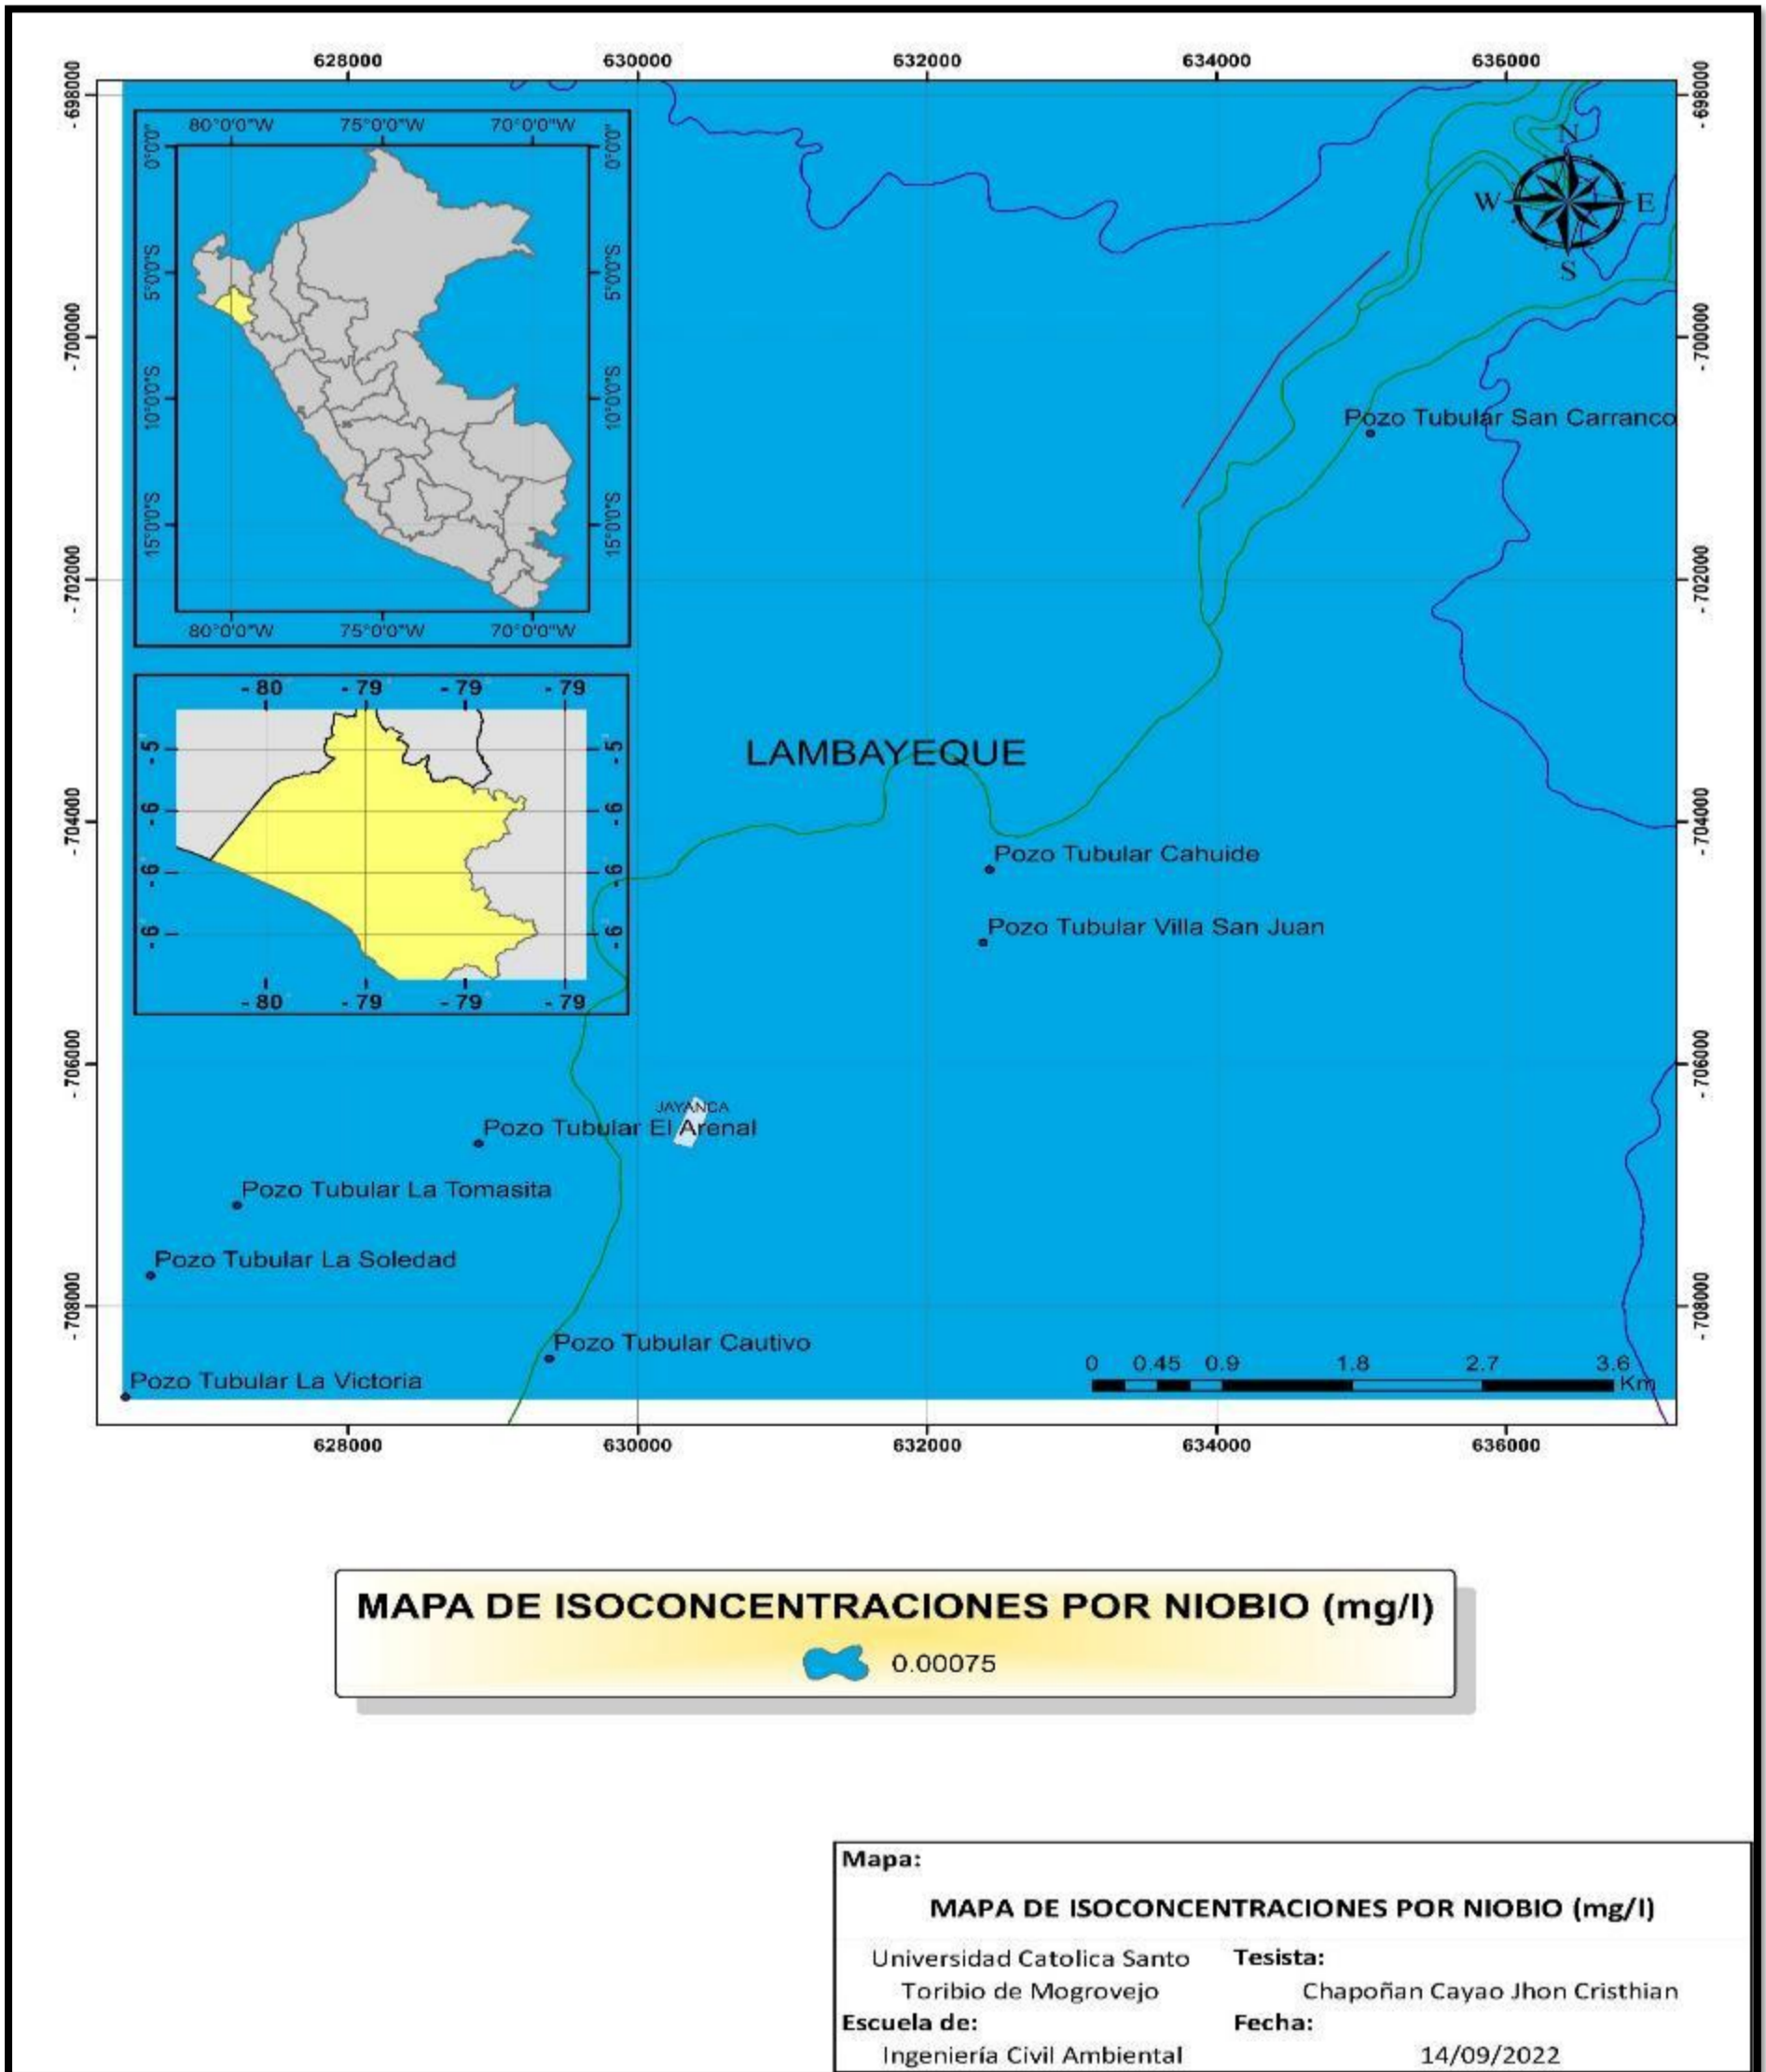 628000 630000 632000 634000 636000
- 698000 - 698000
80°0'0"W 75°0'0"W 70°0'0"W
0°0'0" 0°0'0"
5°0'0"S 5°0'0"S
10°0'0"S 10°0'0"S
15°0'0"S 15°0'0"S
80°0'0"W 75°0'0"W 70°0'0"W
N
W E
S
- 700000 - 700000
Pozo Tubular San Carranco
- 702000 - 702000
- 80 - 79 - 79 - 79
- 5 - 5
- 6 - 6
- 6 - 6
- 6 - 6
- 80 - 79 - 79 - 79
LAMBAYEQUE
- 704000 - 704000
Pozo Tubular Cahuide
Pozo Tubular Villa San Juan
- 706000 - 706000
JAYANCA
Pozo Tubular El Arenal
Pozo Tubular La Tomasita
Pozo Tubular La Soledad
- 708000 - 708000
Pozo Tubular Cautivo
Pozo Tubular La Victoria
0 0.45 0.9 1.8 2.7 3.6
Km
628000 630000 632000 634000 636000
MAPA DE ISOCONCENTRACIONES POR NIOBIO (mg/l)
0.00075
Mapa:
MAPA DE ISOCONCENTRACIONES POR NIOBIO (mg/l)
Universidad Catolica Santo Tesista:
Toribio de Mogrovejo Chapoñan Cayao Jhon Cristhian
Escuela de: Fecha:
Ingeniería Civil Ambiental 14/09/2022